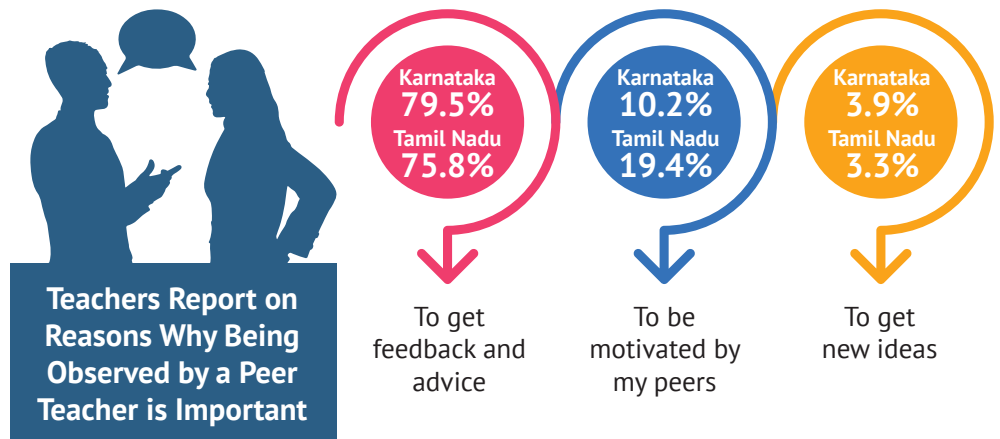 Karnataka
79.5%
Tamil Nadu
75.8%
Karnataka
10.2%
Tamil Nadu
19.4%
Karnataka
3.9%
Tamil Nadu
3.3%
Teachers Report on
Reasons Why Being
Observed by a Peer
Teacher is Important
To get
feedback and
advice
To be
motivated by
my peers
To get
new ideas